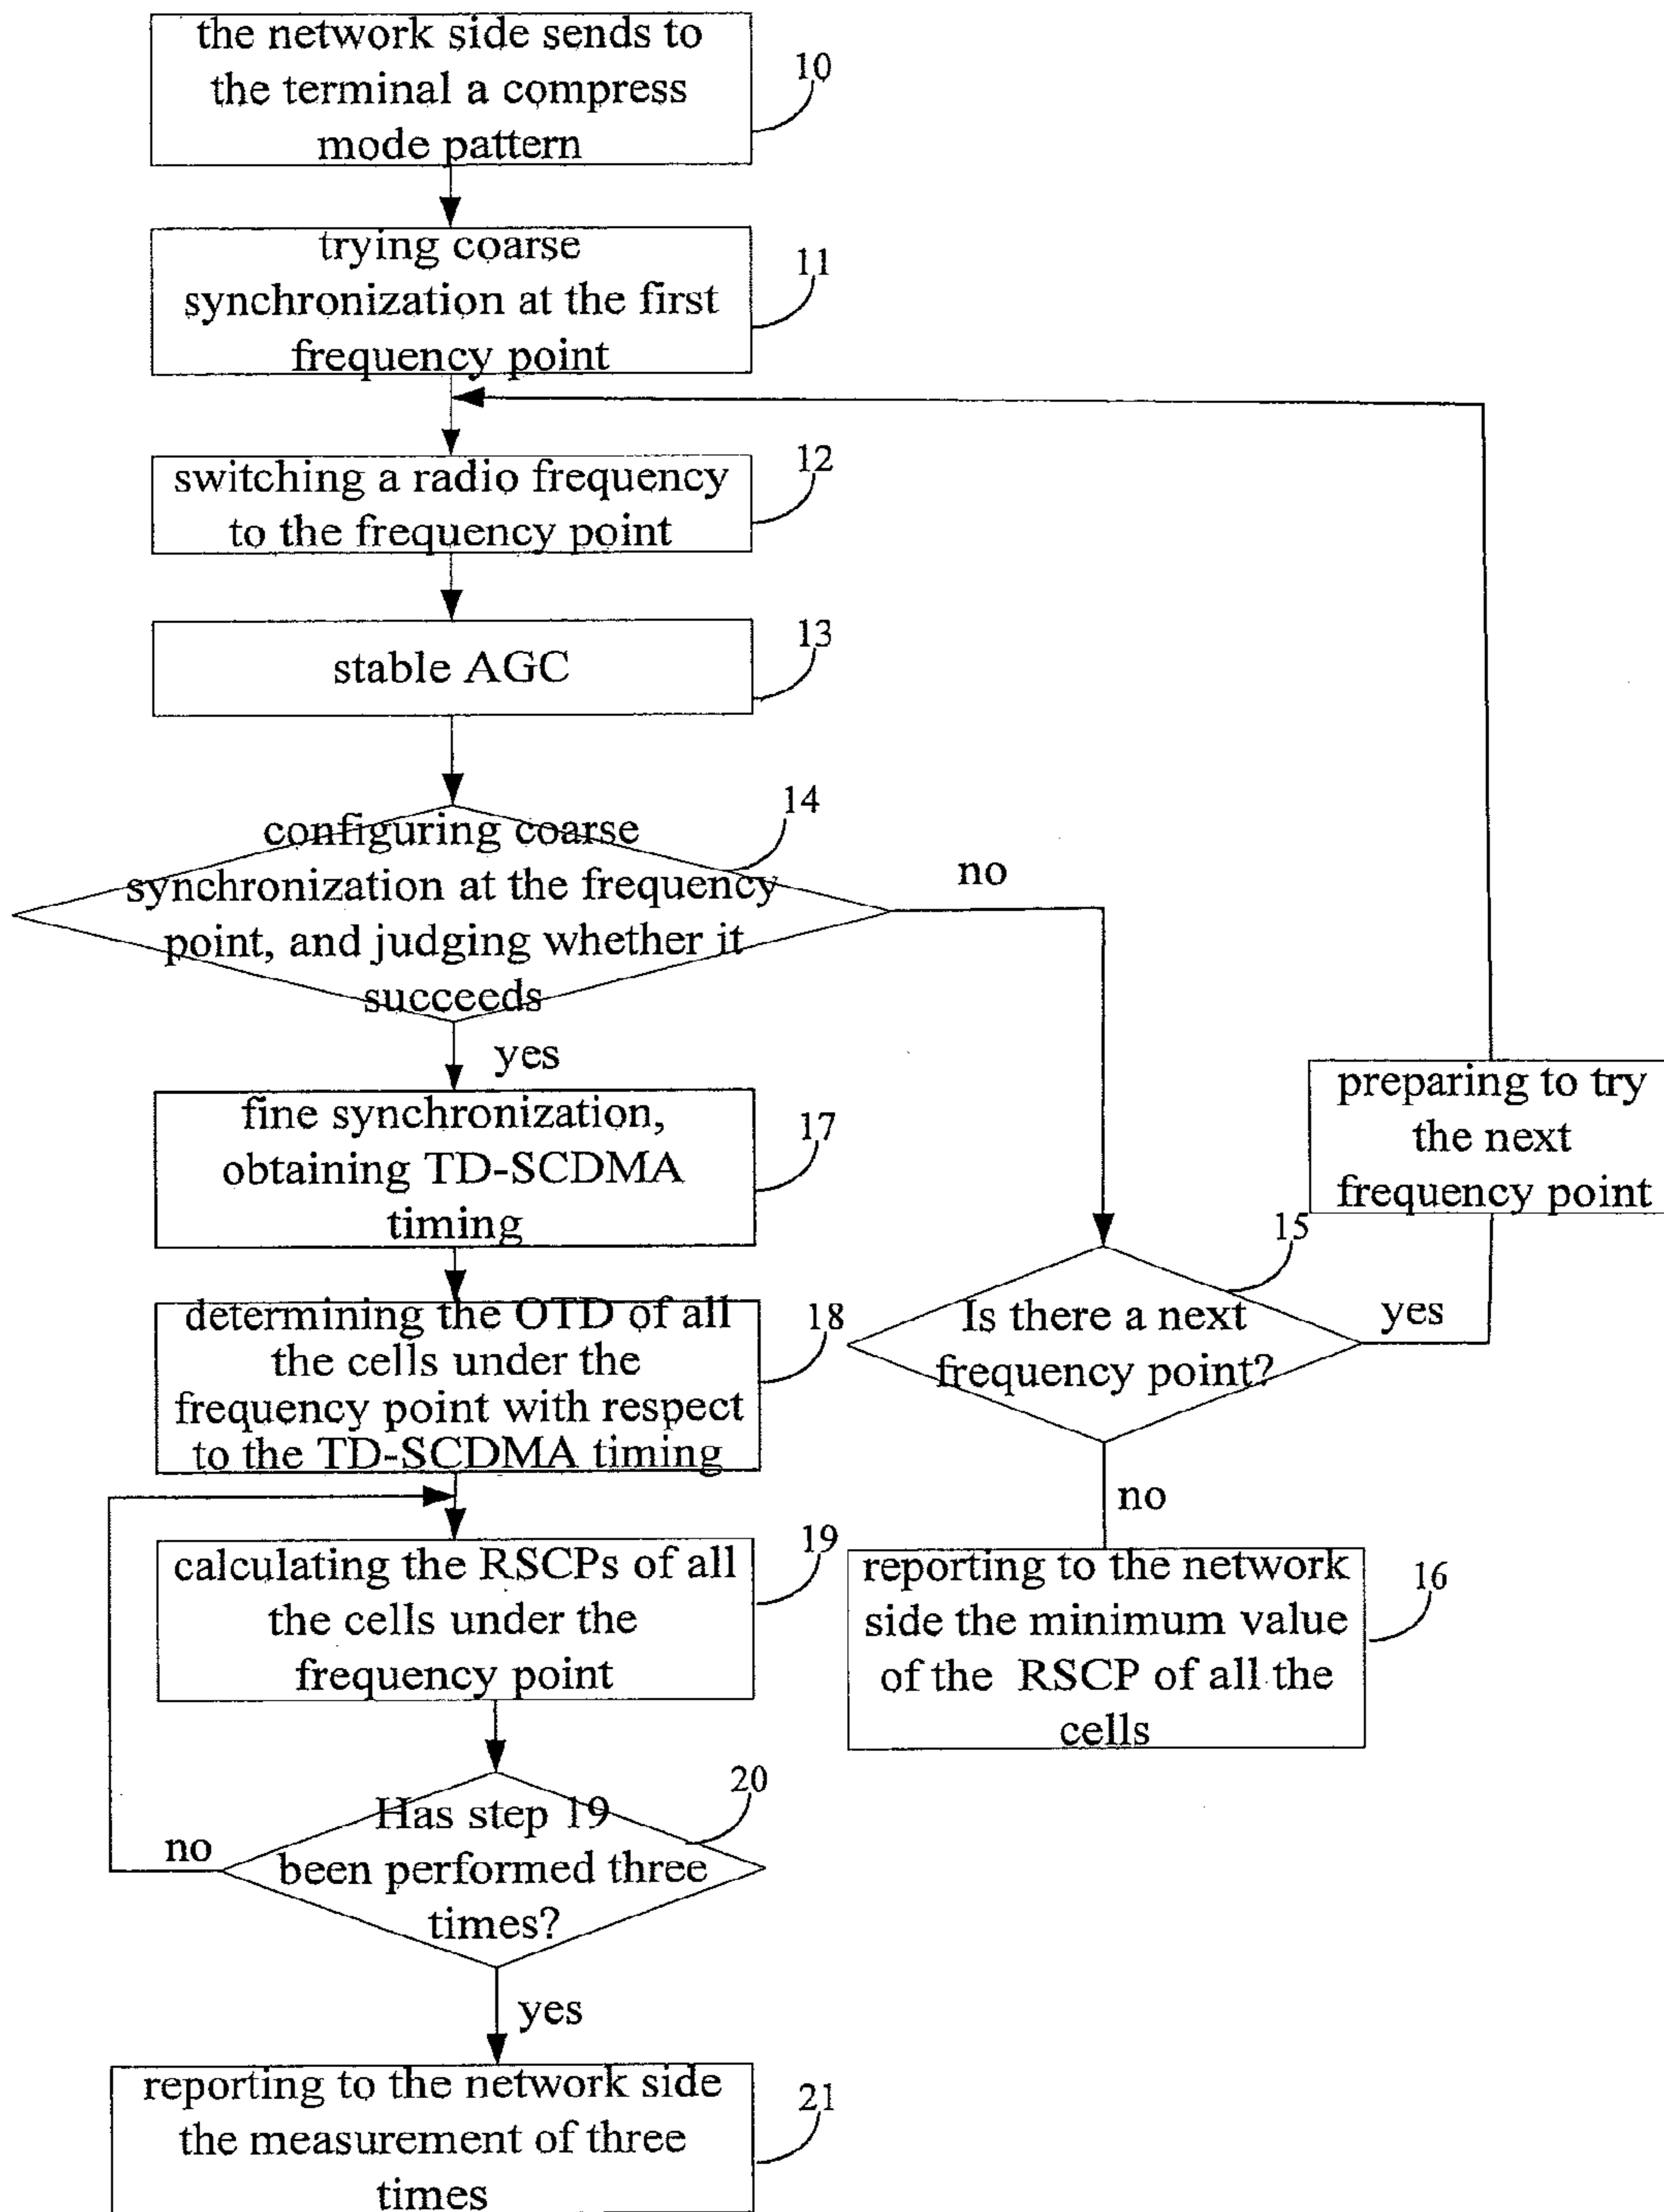 the network side sends to
the terminal a compress
mode pattern
10
trying coarse
synchronization at the first
frequency point
11
switching a radio frequency
to the frequency point
12
stable AGC
13
configuring coarse
synchronization at the frequency
point, and judging whether it
succeeds
14
no
yes
fine synchronization,
obtaining TD-SCDMA
timing
17
preparing to try
the next
frequency point
15
Is there a next
frequency point?
yes
no
determining the OTD of all
the cells under the
frequency point with respect
to the TD-SCDMA timing
18
calculating the RSCPs of all
the cells under the
frequency point
19
reporting to the network
side the minimum value
of the RSCP of all the
cells
16
Has step 19
been performed three
times?
20
no
yes
reporting to the network side
the measurement of three
times
21